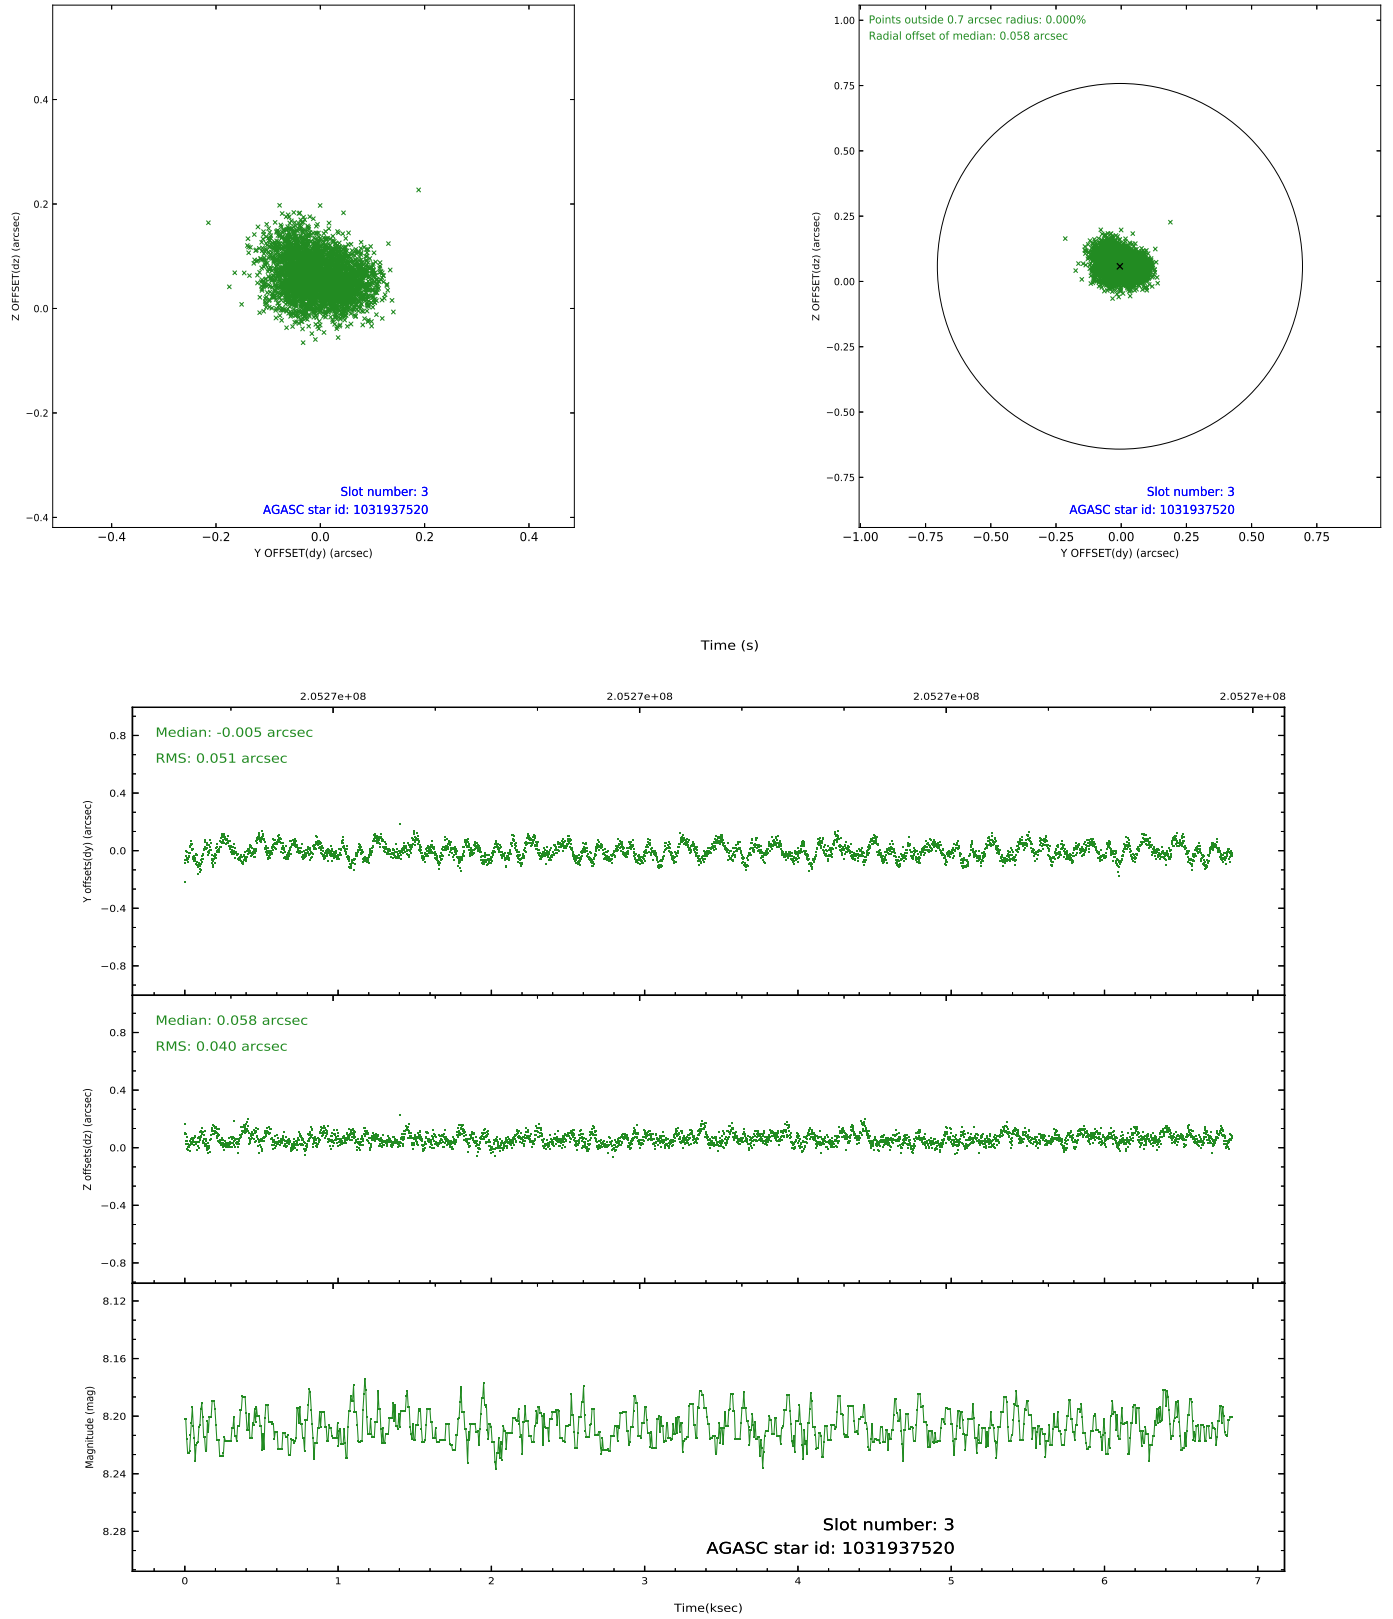 0.4
0.2
0.0
−0.2
−0.4
Z OFFSET(dz) (arcsec)
Slot number: 3
AGASC star id: 1031937520
−0.4 −0.2 0.0 0.2 0.4
Y OFFSET(dy) (arcsec)
Points outside 0.7 arcsec radius: 0.000%
Radial offset of median: 0.058 arcsec
1.00
0.75
0.50
0.25
0.00
−0.25
−0.50
−0.75
Z OFFSET(dz) (arcsec)
Slot number: 3
AGASC star id: 1031937520
−1.00 −0.75 −0.50 −0.25 0.00 0.25 0.50 0.75
Y OFFSET(dy) (arcsec)
Time (s)
2.0527e+08 2.0527e+08 2.0527e+08 2.0527e+08
Median: -0.005 arcsec
RMS: 0.051 arcsec
0.8
0.4
0.0
−0.4
−0.8
Y offsets(dy) (arcsec)
Median: 0.058 arcsec
RMS: 0.040 arcsec
0.8
0.4
0.0
−0.4
−0.8
Z offsets(dz) (arcsec)
8.12
8.16
8.20
8.24
8.28
Magnitude (mag)
Slot number: 3
AGASC star id: 1031937520
0 1 2 3 4 5 6 7
Time(ksec)